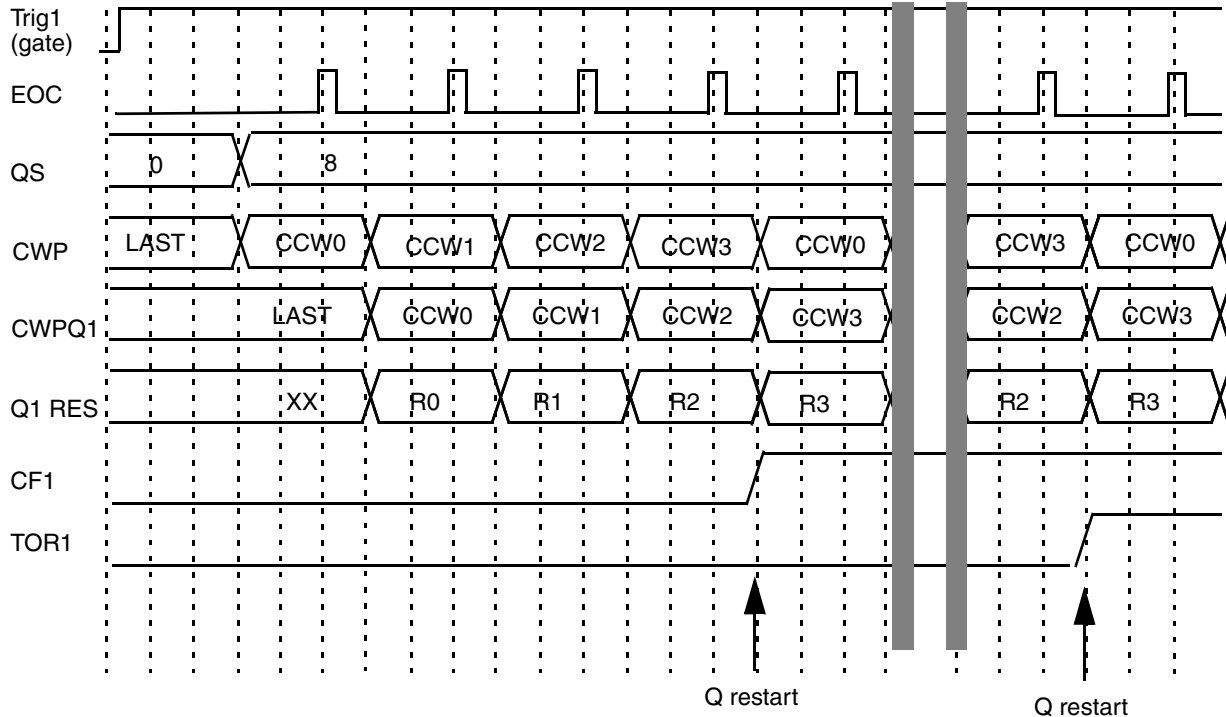 Trig1
(gate)
EOC
QS 0 8
CWP LAST CCW0 CCW1 CCW2 CCW3 CCW0 CCW3 CCW0
CWPQ1 LAST CCW0 CCW1 CCW2 CCW3 CCW2 CCW3
Q1 RES XX R0 R1 R2 R3 R2 R3
CF1
TOR1
Q restart
Q restart